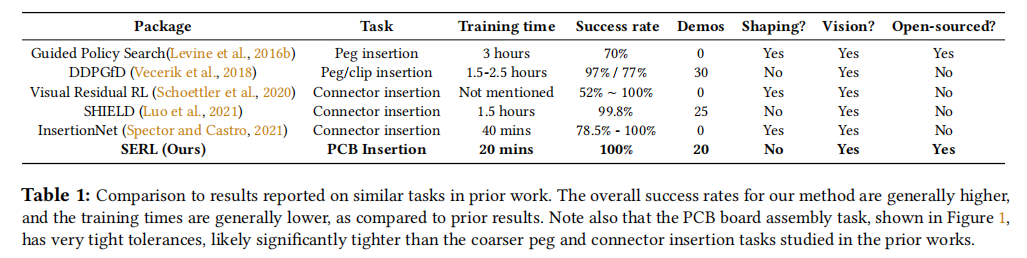 Package Task Training time Success rate Demos Shaping? Vision? Open-sourced?
Guided Policy Search(Levine et al., 2016b) Peg insertion 3 hours 70% 0 Yes Yes Yes
DDPGfD (Vecerik et al., 2018) Peg/clip insertion 1.5-2.5 hours 97% / 77% 30 No Yes No
Visual Residual RL (Schoettler et al., 2020) Connector insertion Not mentioned 52% ~ 100% 0 Yes Yes No
SHIELD (Luo et al., 2021) Connector insertion 1.5 hours 99.8% 25 No Yes No
InsertionNet (Spector and Castro, 2021) Connector insertion 40 mins 78.5% - 100% 0 Yes Yes No
SERL (Ours) PCB Insertion 20 mins 100% 20 No Yes Yes
Table 1: Comparison to results reported on similar tasks in prior work. The overall success rates for our method are generally higher,
and the training times are generally lower, as compared to prior results. Note also that the PCB board assembly task, shown in Figure 1,
has very tight tolerances, likely significantly tighter than the coarser peg and connector insertion tasks studied in the prior works.